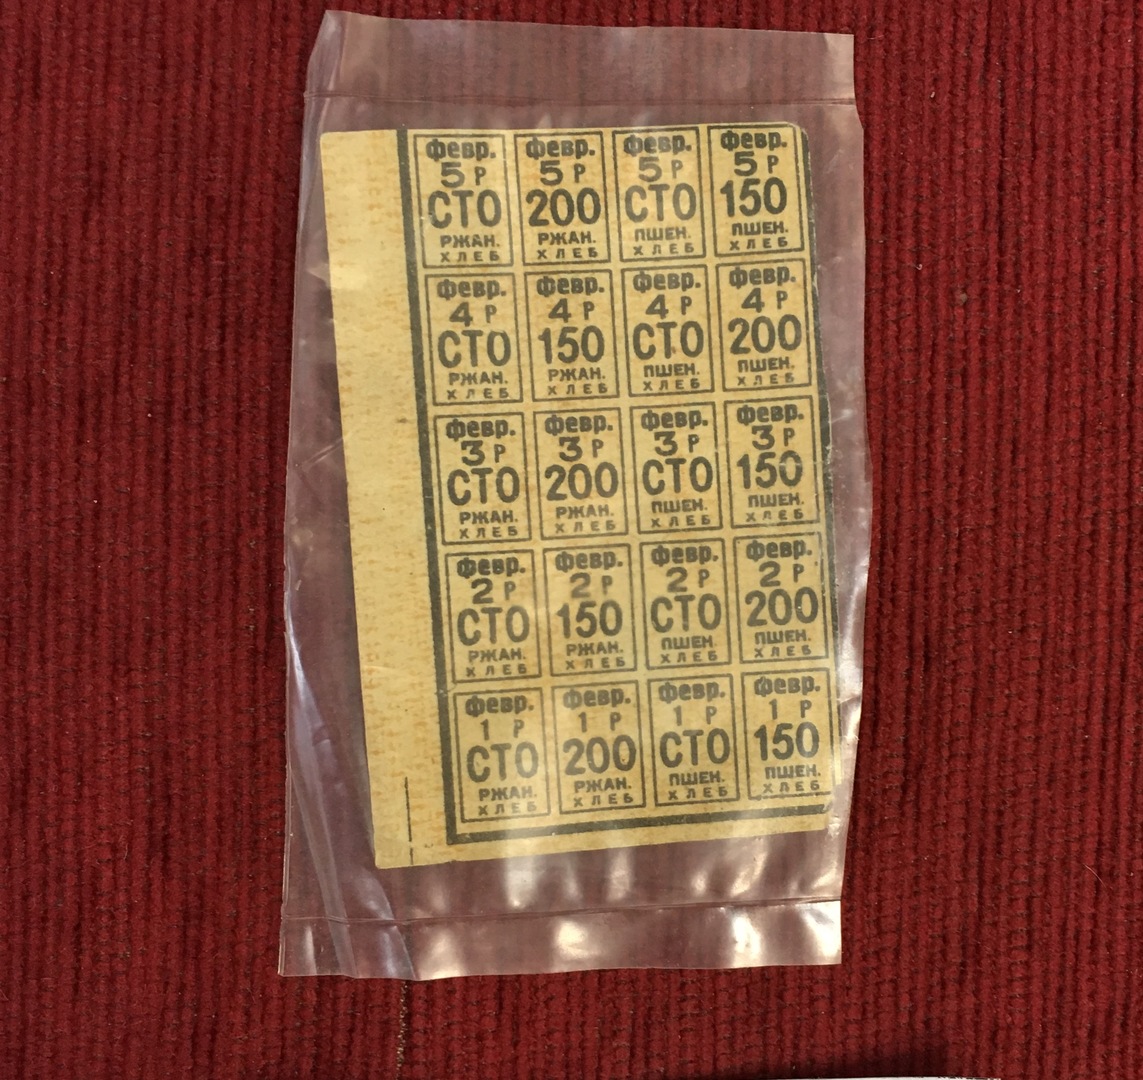 Февр.
5 Р
СТО
РЖАН.
ХЛЕБ
Февр.
5 Р
200
РЖАН.
ХЛЕБ
Февр.
5 Р
СТО
ПШЕН.
ХЛЕБ
Февр.
5 Р
150
ПШЕН.
ХЛЕБ
Февр.
4 Р
СТО
РЖАН.
ХЛЕБ
Февр.
4 Р
150
РЖАН.
ХЛЕБ
Февр.
4 Р
СТО
ПШЕН.
ХЛЕБ
Февр.
4 Р
200
ПШЕН.
ХЛЕБ
Февр.
3 Р
СТО
РЖАН.
ХЛЕБ
Февр.
3 Р
200
РЖАН.
ХЛЕБ
Февр.
3 Р
СТО
ПШЕН.
ХЛЕБ
Февр.
3 Р
150
ПШЕН.
ХЛЕБ
Февр.
2 Р
СТО
РЖАН.
ХЛЕБ
Февр.
2 Р
150
РЖАН.
ХЛЕБ
Февр.
2 Р
СТО
ПШЕН.
ХЛЕБ
Февр.
2 Р
200
ПШЕН.
ХЛЕБ
Февр.
1 Р
СТО
РЖАН.
ХЛЕБ
Февр.
1 Р
200
РЖАН.
ХЛЕБ
Февр.
1 Р
СТО
ПШЕН.
ХЛЕБ
Февр.
1 Р
150
ПШЕН.
ХЛЕБ